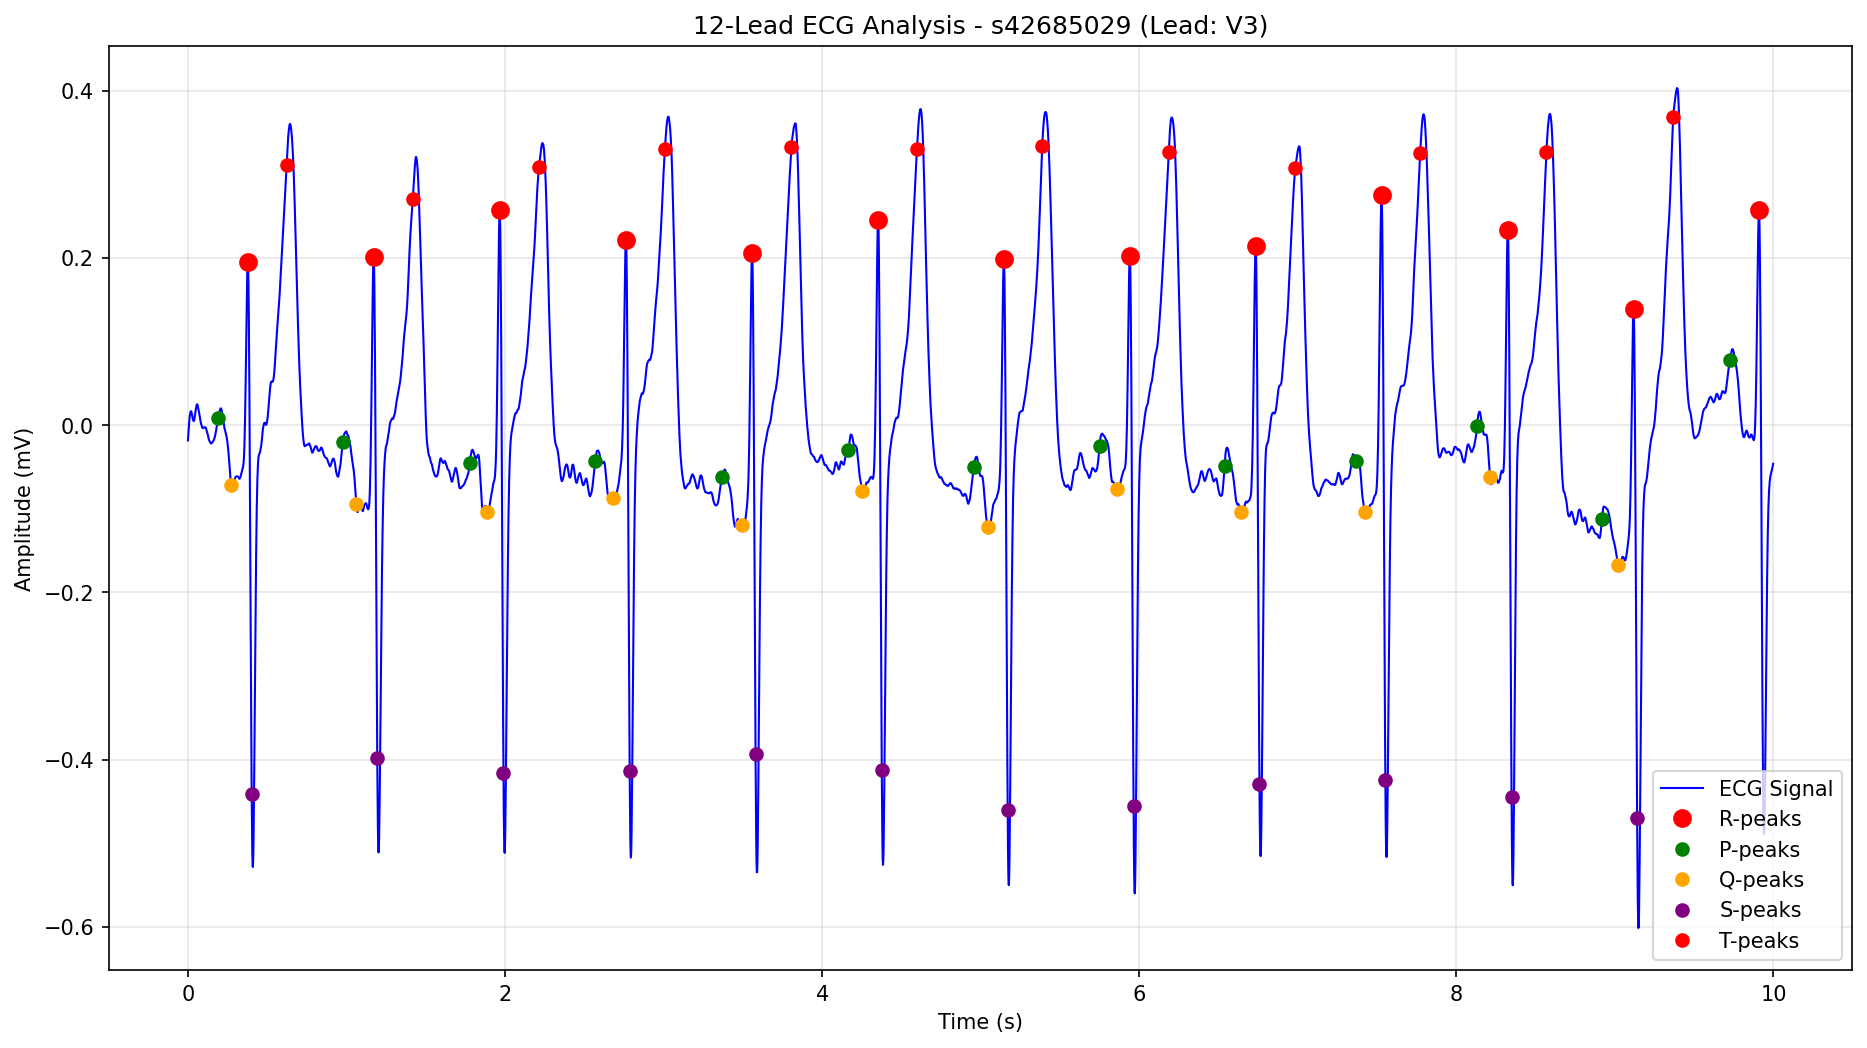 12-Lead ECG Analysis - s42685029 (Lead: V3)
Amplitude (mV)
0.4
0.2
0.0
−0.2
−0.4
−0.6
0 2 4 6 8 10
Time (s)
ECG Signal
R-peaks
P-peaks
Q-peaks
S-peaks
T-peaks